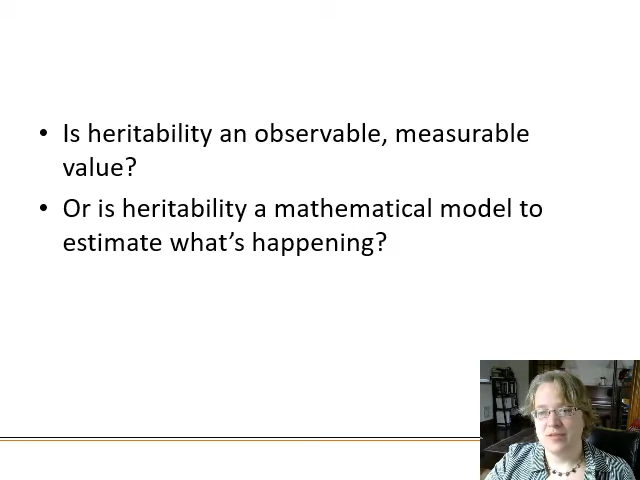 • Is heritability an observable, measurable
value?
• Or is heritability a mathematical model to
estimate what’s happening?